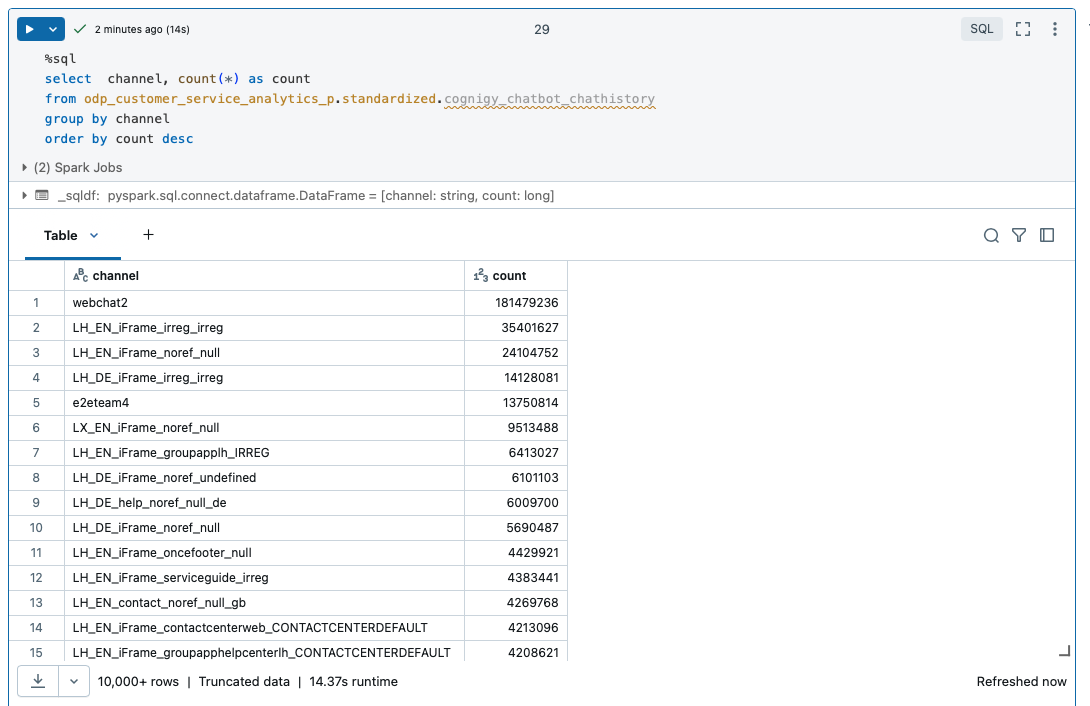 2 minutes ago (14s)
29
SQL
%sql
select  channel, count(*) as count
from odp_customer_service_analytics_p.standardized.cognigy_chatbot_chathistory
group by channel
order by count desc
(2) Spark Jobs
_sqldf:  pyspark.sql.connect.dataframe.DataFrame = [channel: string, count: long]
Table +
ABC channel 123 count
1 webchat2 181479236
2 LH_EN_iFrame_irreg_irreg 35401627
3 LH_EN_iFrame_noref_null 24104752
4 LH_DE_iFrame_irreg_irreg 14128081
5 e2eteam4 13750814
6 LX_EN_iFrame_noref_null 9513488
7 LH_EN_iFrame_groupapplh_IRREG 6413027
8 LH_DE_iFrame_noref_undefined 6101103
9 LH_DE_help_noref_null_de 6009700
10 LH_DE_iFrame_noref_null 5690487
11 LH_EN_iFrame_oncefooter_null 4429921
12 LH_EN_iFrame_serviceguide_irreg 4383441
13 LH_EN_contact_noref_null_gb 4269768
14 LH_EN_iFrame_contactcenterweb_CONTACTCENTERDEFAULT 4213096
15 LH_EN_iFrame_groupapphelpcenterlh_CONTACTCENTERDEFAULT 4208621
10,000+ rows | Truncated data | 14.37s runtime
Refreshed now